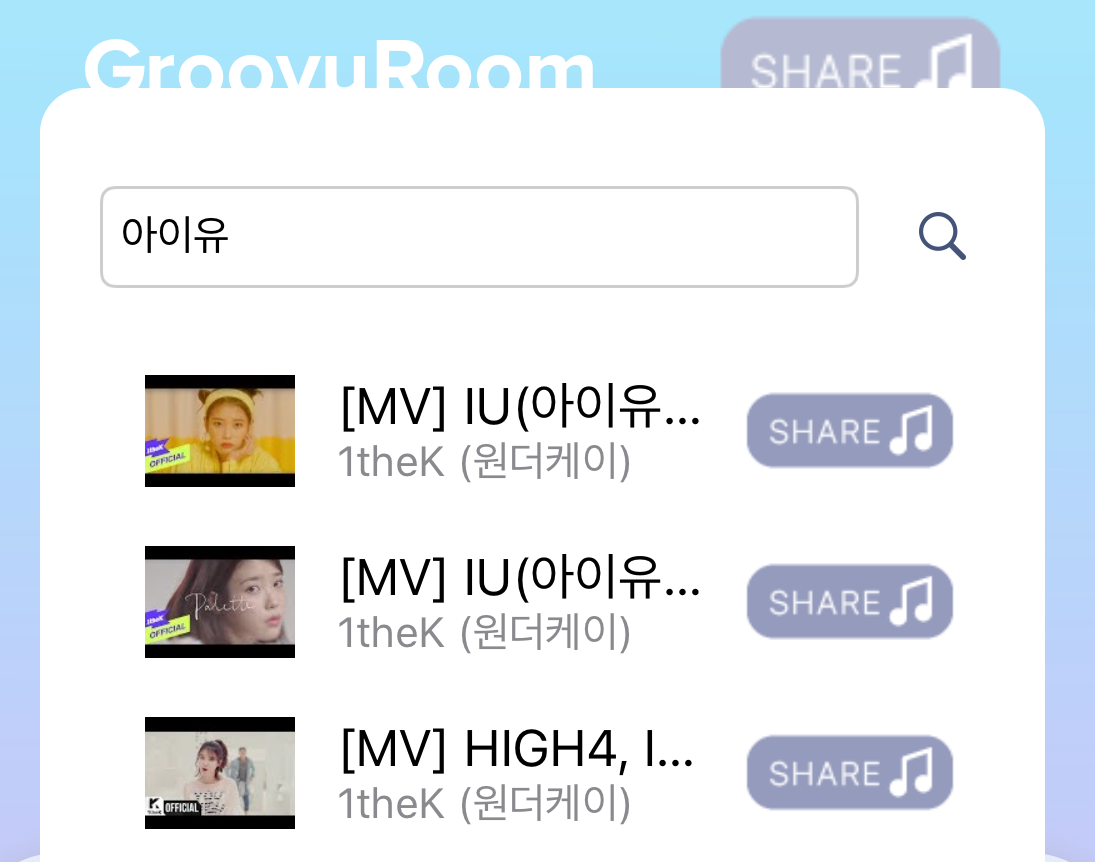 GroovuRoom
SHARE
아이유
[MV] IU(아이유...
1theK (원더케이)
OFFICIAL
SHARE
[MV] IU(아이유...
1theK (원더케이)
Palette
OFFICIAL
SHARE
[MV] HIGH4, I...
1theK (원더케이)
OFFICIAL
SHARE